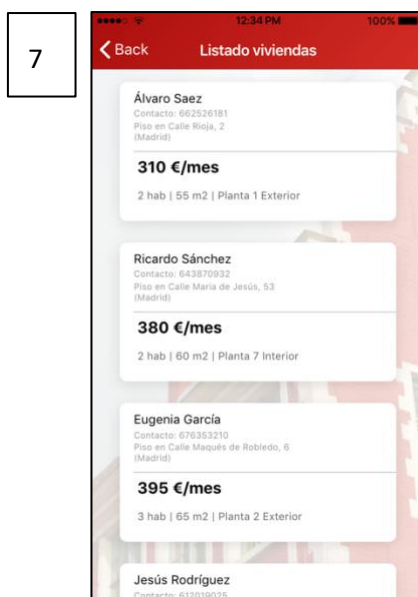 7
12:34 PM
100%
Back
Listado viviendas
Álvaro Saez
Contacto: 662526181
Piso en Calle Rioja, 2
(Madrid)
310 €/mes
2 hab | 55 m2 | Planta 1 Exterior
Ricardo Sánchez
Contacto: 643870932
Piso en Calle Maria de Jesús, 53
(Madrid)
380 €/mes
2 hab | 60 m2 | Planta 7 Interior
Eugenia García
Contacto: 676353210
Piso en Calle Maqués de Robledo, 6
(Madrid)
395 €/mes
3 hab | 65 m2 | Planta 2 Exterior
Jesús Rodríguez
Contacto: 612019025